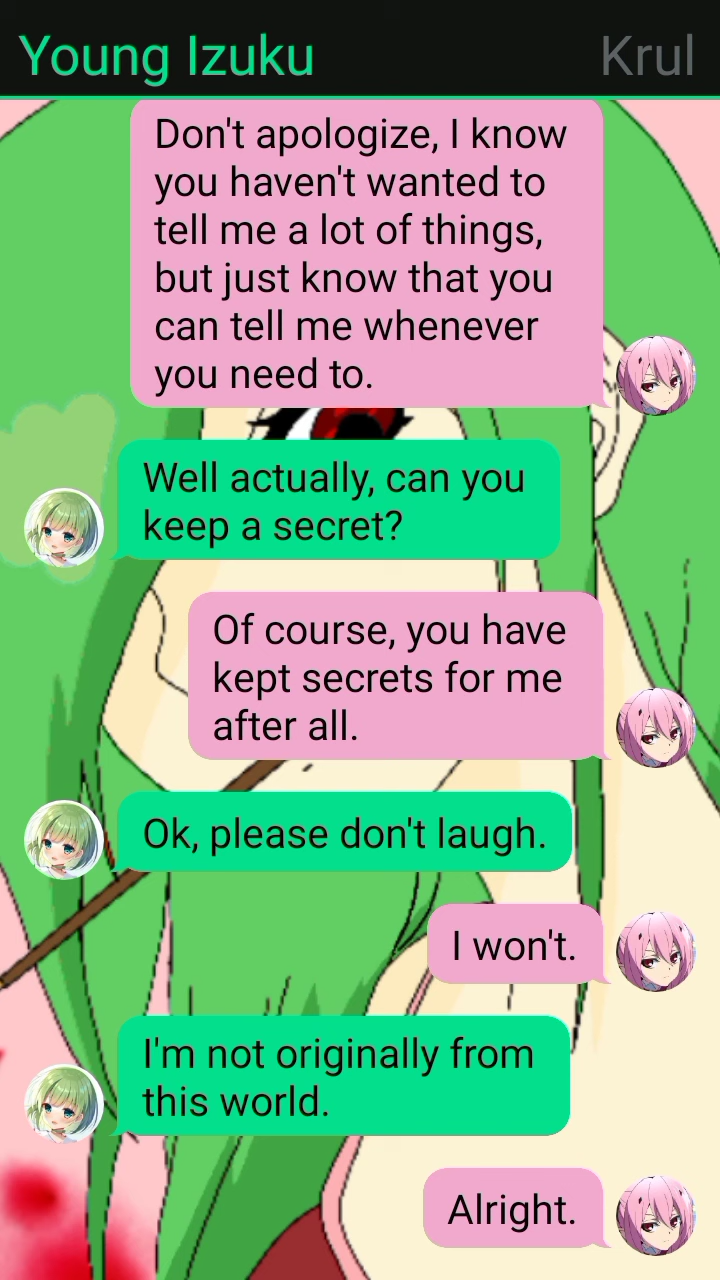 Young Izuku
Krul
Don't apologize, I know
you haven't wanted to
tell me a lot of things,
but just know that you
can tell me whenever
you need to.
Well actually, can you
keep a secret?
Of course, you have
kept secrets for me
after all.
Ok, please don't laugh.
I won't.
I'm not originally from
this world.
Alright.